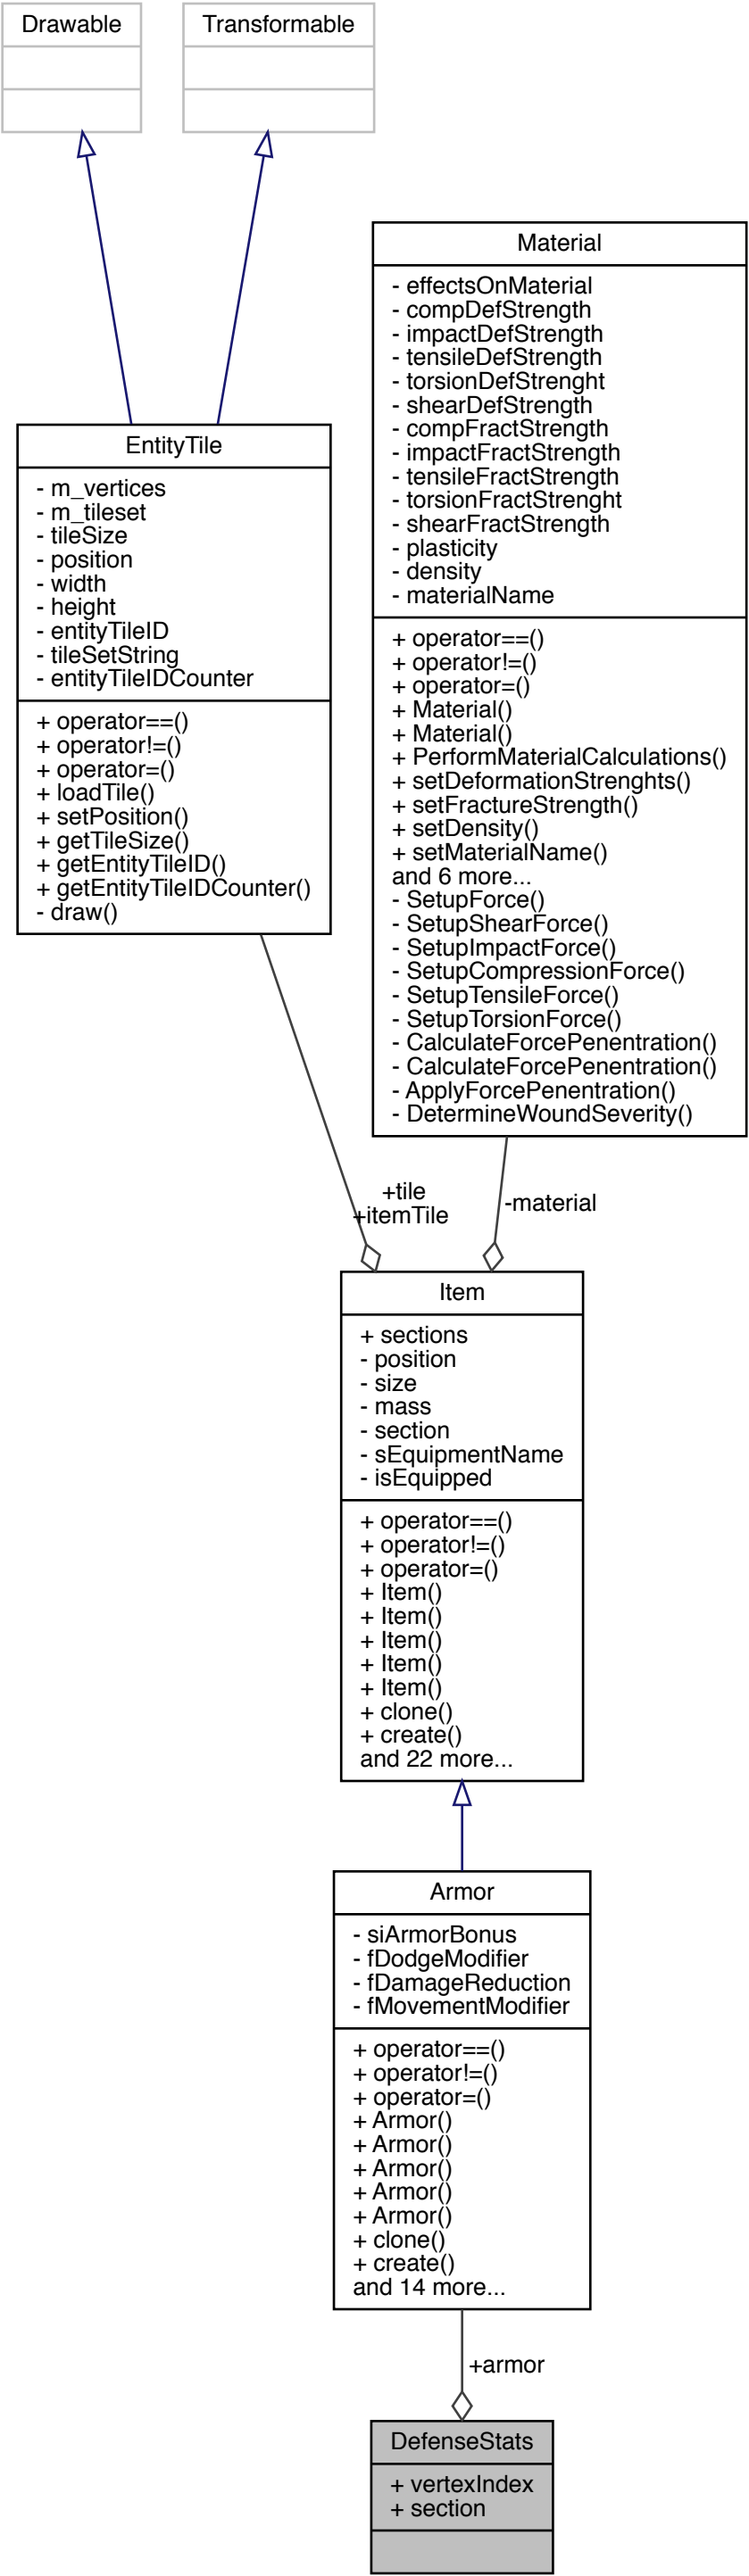 Drawable
Transformable
Material
- effectsOnMaterial
- compDefStrength
- impactDefStrength
- tensileDefStrength
- torsionDefStrenght
- shearDefStrength
- compFractStrength
- impactFractStrength
- tensileFractStrength
- torsionFractStrenght
- shearFractStrength
- plasticity
- density
- materialName
+ operator==()
+ operator!=()
+ operator=()
+ Material()
+ Material()
+ PerformMaterialCalculations()
+ setDeformationStrenghts()
+ setFractureStrength()
+ setDensity()
+ setMaterialName()
and 6 more...
- SetupForce()
- SetupShearForce()
- SetupImpactForce()
- SetupCompressionForce()
- SetupTensileForce()
- SetupTorsionForce()
- CalculateForcePenentration()
- CalculateForcePenentration()
- ApplyForcePenentration()
- DetermineWoundSeverity()
EntityTile
- m_vertices
- m_tileset
- tileSize
- position
- width
- height
- entityTileID
- tileSetString
- entityTileIDCounter
+ operator==()
+ operator!=()
+ operator=()
+ loadTile()
+ setPosition()
+ getTileSize()
+ getEntityTileID()
+ getEntityTileIDCounter()
- draw()
+tile
+itemTile
-material
Item
+ sections
- position
- size
- mass
- section
- sEquipmentName
- isEquipped
+ operator==()
+ operator!=()
+ operator=()
+ Item()
+ Item()
+ Item()
+ Item()
+ Item()
+ clone()
+ create()
and 22 more...
Armor
- siArmorBonus
- fDodgeModifier
- fDamageReduction
- fMovementModifier
+ operator==()
+ operator!=()
+ operator=()
+ Armor()
+ Armor()
+ Armor()
+ Armor()
+ Armor()
+ clone()
+ create()
and 14 more...
+armor
DefenseStats
+ vertexIndex
+ section